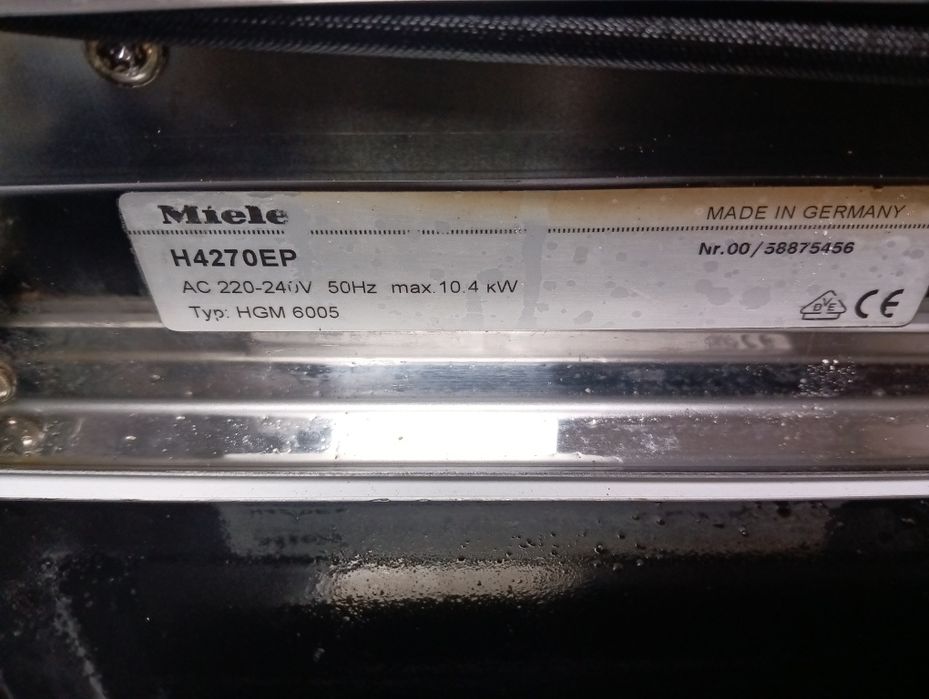 Miele
MADE IN GERMANY
H4270EP
Nr.00/58875456
AC 220-240V 50Hz max.10.4 kW
Typ: HGM 6005
DVE CE